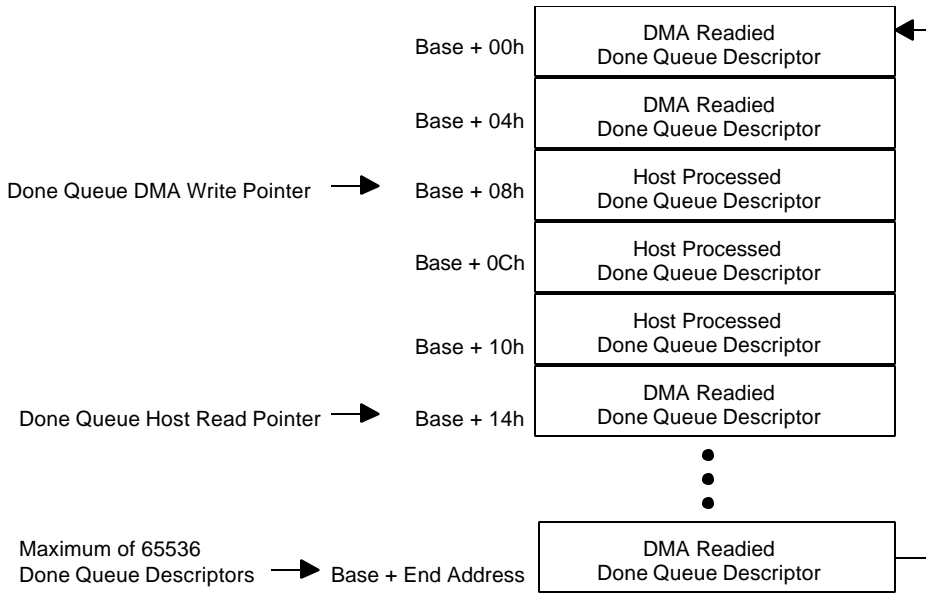 Base + 00h
DMA Readied
Done Queue Descriptor
Base + 04h
DMA Readied
Done Queue Descriptor
Done Queue DMA Write Pointer
Base + 08h
Host Processed
Done Queue Descriptor
Base + 0Ch
Host Processed
Done Queue Descriptor
Base + 10h
Host Processed
Done Queue Descriptor
Done Queue Host Read Pointer
Base + 14h
DMA Readied
Done Queue Descriptor
Maximum of 65536
Done Queue Descriptors
Base + End Address
DMA Readied
Done Queue Descriptor